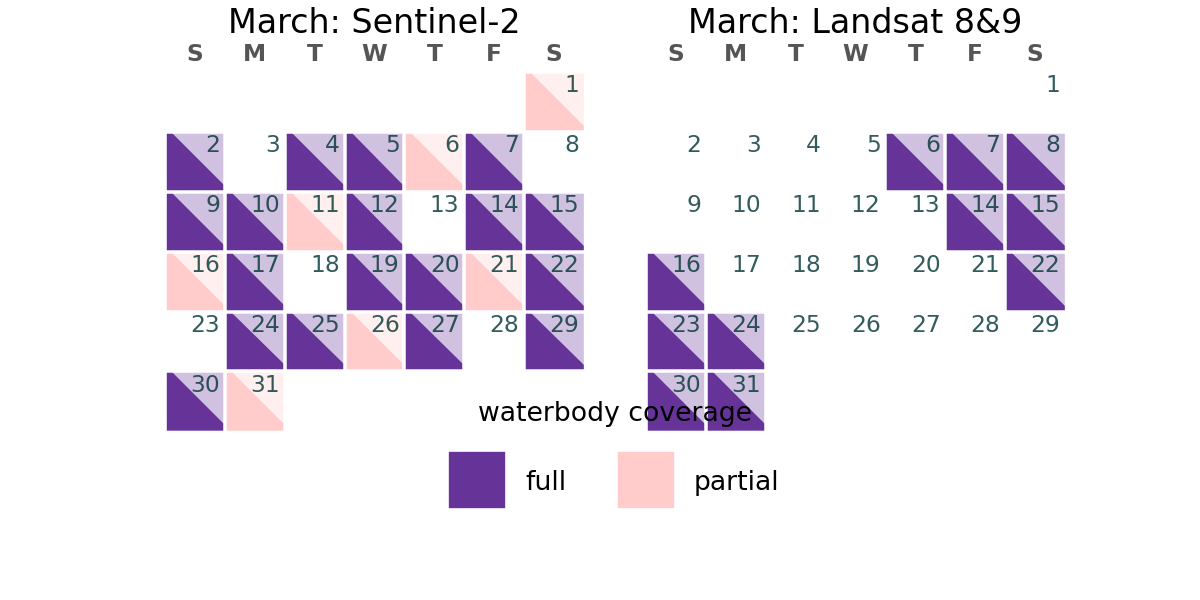 March: Sentinel-2
S M T W T F S
1
2 3 4 5 6 7 8
9 10 11 12 13 14 15
16 17 18 19 20 21 22
23 24 25 26 27 28 29
30 31
March: Landsat 8&9
S M T W T F S
1
2 3 4 5 6 7 8
9 10 11 12 13 14 15
16 17 18 19 20 21 22
23 24 25 26 27 28 29
30 31
waterbody coverage
full partial